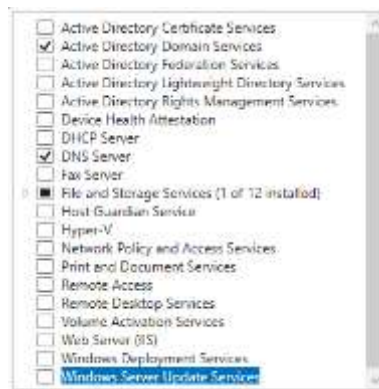 Active Directory Certificate Services
Active Directory Domain Services
Active Directory Federation Services
Active Directory Lightweight Directory Services
Active Directory Rights Management Services
Device Health Attestation
DHCP Server
DNS Server
Fax Server
File and Storage Services (1 of 12 installed)
Host Guardian Service
Hyper-V
Network Policy and Access Services
Print and Document Services
Remote Access
Remote Desktop Services
Volume Activation Services
Web Server (IIS)
Windows Deployment Services
Windows Server Update Services